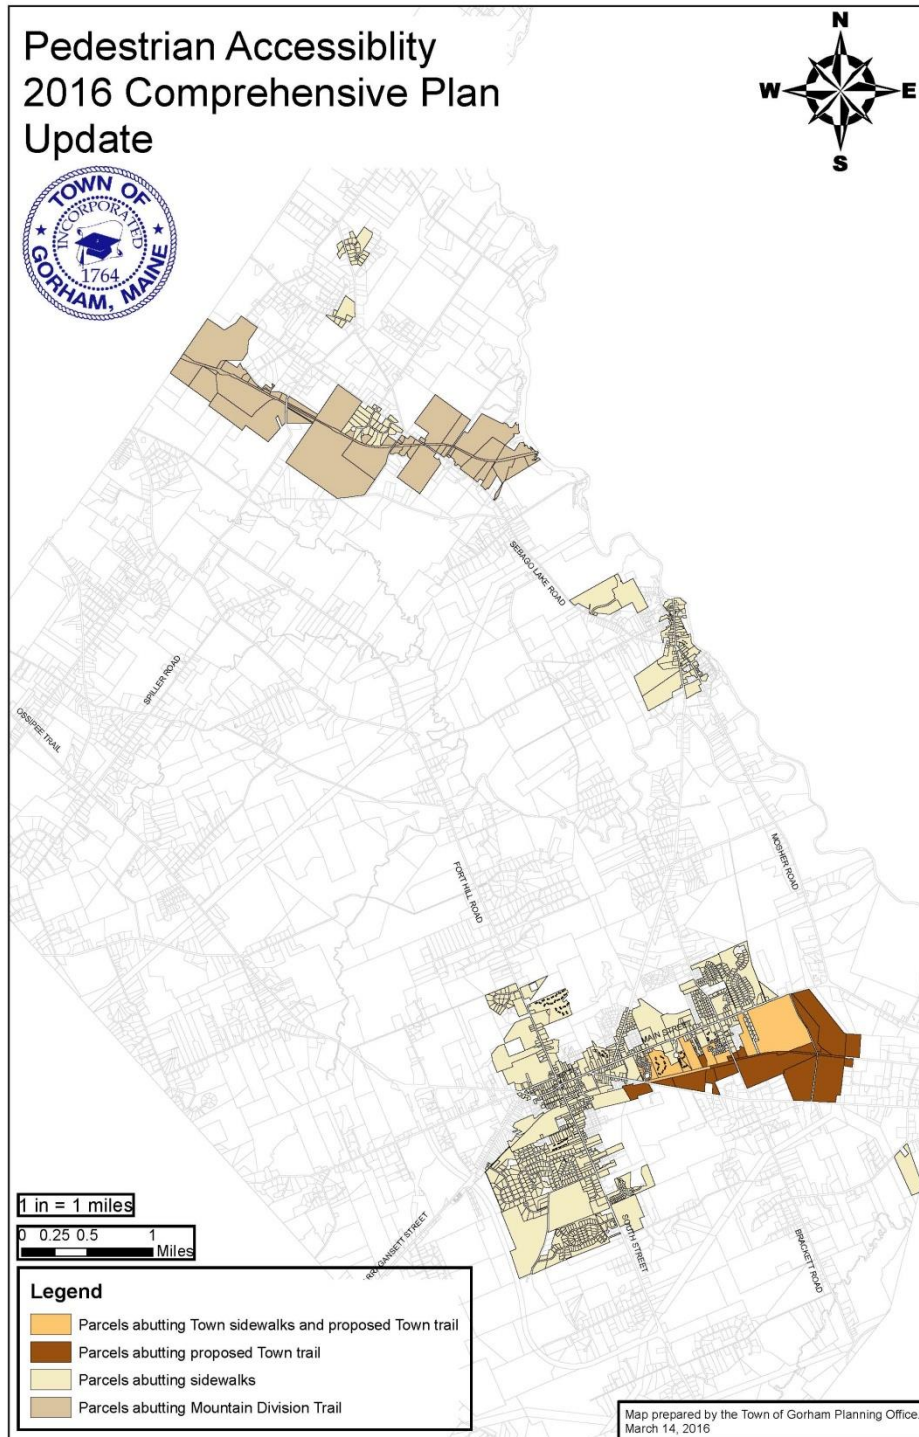 Pedestrian Accessiblity
2016 Comprehensive Plan
Update
N
W
E
S
TOWN OF
INCORPORATED
1764
GORHAM, MAINE
SEBAGO LAKE ROAD
SPILLER ROAD
OSSIPEE TRAIL
FORT HILL ROAD
MOSHER ROAD
MAIN STREET
RRAGANSETT STREET
SOUTH STREET
BRACKETT ROAD
1 in = 1 miles
0 0.25 0.5 1
Miles
Legend
Parcels abutting Town sidewalks and proposed Town trail
Parcels abutting proposed Town trail
Parcels abutting sidewalks
Parcels abutting Mountain Division Trail
Map prepared by the Town of Gorham Planning Office.
March 14, 2016